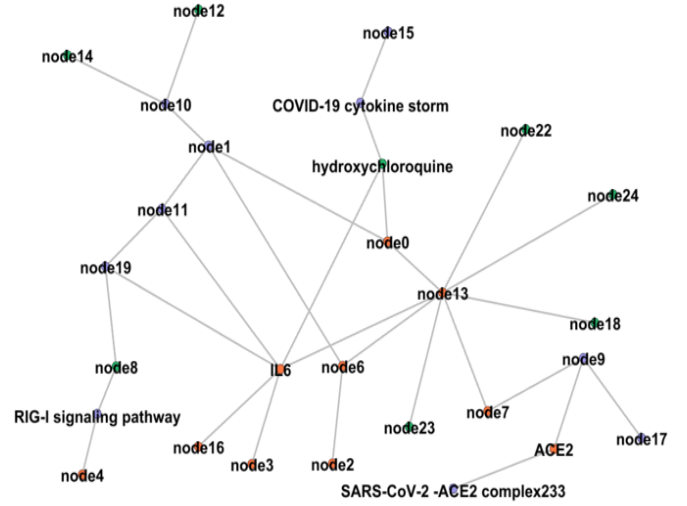 node12
node15
node14
node10
COVID-19 cytokine storm
node22
node1
hydroxychloroquine
node24
node11
node0
node19
node13
node18
node9
node8
IL6
node6
RIG-I signaling pathway
node7
node23
node17
node16
ACE2
node3
node2
node4
SARS-CoV-2 -ACE2 complex233